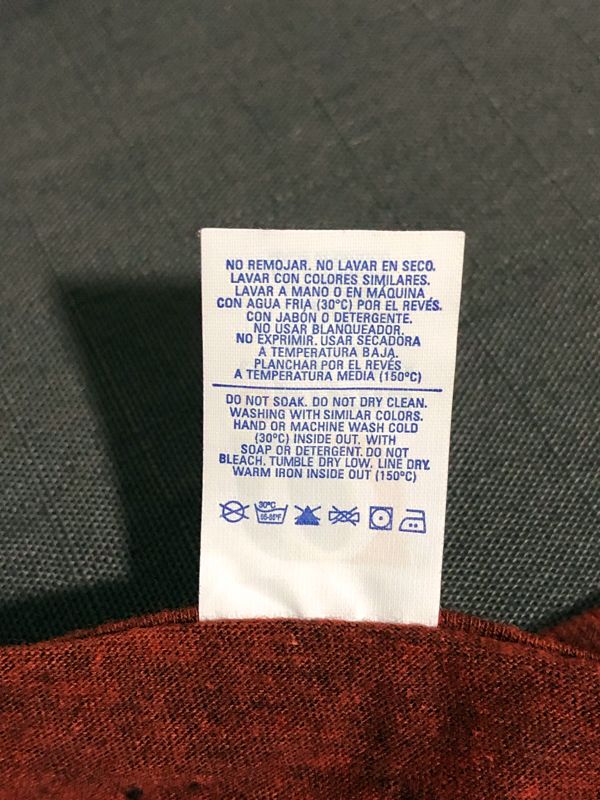 NO REMOJAR. NO LAVAR EN SECO.
LAVAR CON COLORES SIMILARES.
LAVAR A MANO O EN MÁQUINA
CON AGUA FRIA (30°C) POR EL REVÉS.
CON JABÓN O DETERGENTE.
NO USAR BLANQUEADOR.
NO EXPRIMIR. USAR SECADORA
A TEMPERATURA BAJA.
PLANCHAR POR EL REVÉS
A TEMPERATURA MEDIA (150°C)
DO NOT SOAK. DO NOT DRY CLEAN.
WASHING WITH SIMILAR COLORS.
HAND OR MACHINE WASH COLD
(30°C) INSIDE OUT. WITH
SOAP OR DETERGENT. DO NOT
BLEACH. TUMBLE DRY LOW. LINE DRY.
WARM IRON INSIDE OUT (150°C)
30°C